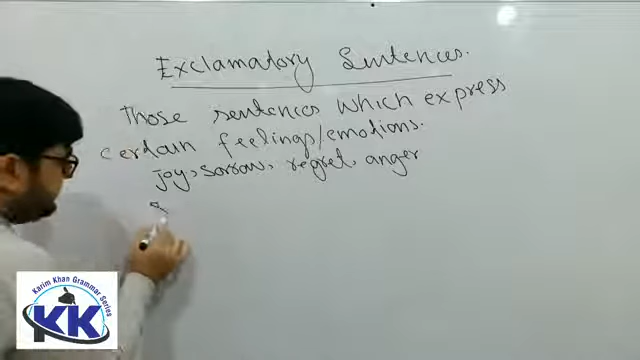 Exclamatory Sentences.
Those sentences which express
certain feelings/emotions.
Joy, sorrow, regret, anger
Karim Khan Grammar Series
KK